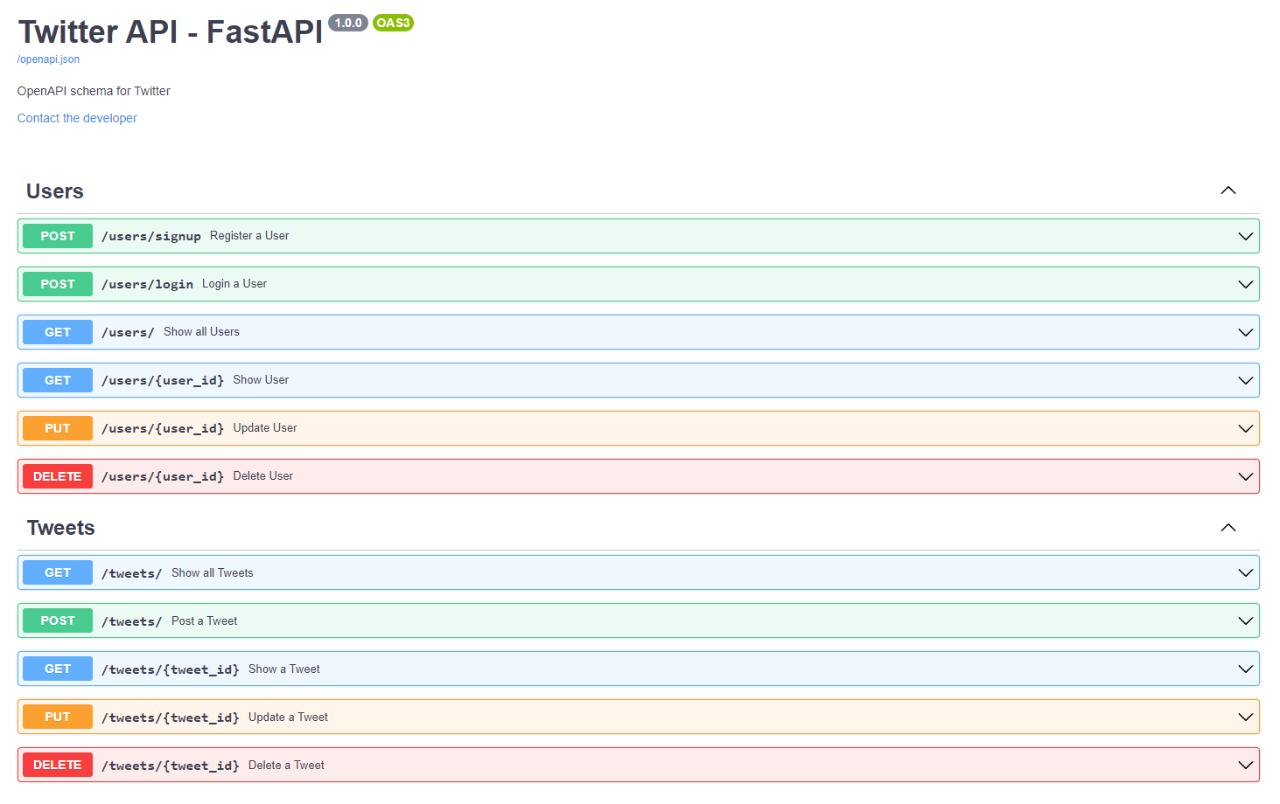 Twitter API - FastAPI 1.0.0 OAS3
/openapi.json
OpenAPI schema for Twitter
Contact the developer
Users
POST /users/signup Register a User
POST /users/login Login a User
GET /users/ Show all Users
GET /users/{user_id} Show User
PUT /users/{user_id} Update User
DELETE /users/{user_id} Delete User
Tweets
GET /tweets/ Show all Tweets
POST /tweets/ Post a Tweet
GET /tweets/{tweet_id} Show a Tweet
PUT /tweets/{tweet_id} Update a Tweet
DELETE /tweets/{tweet_id} Delete a Tweet